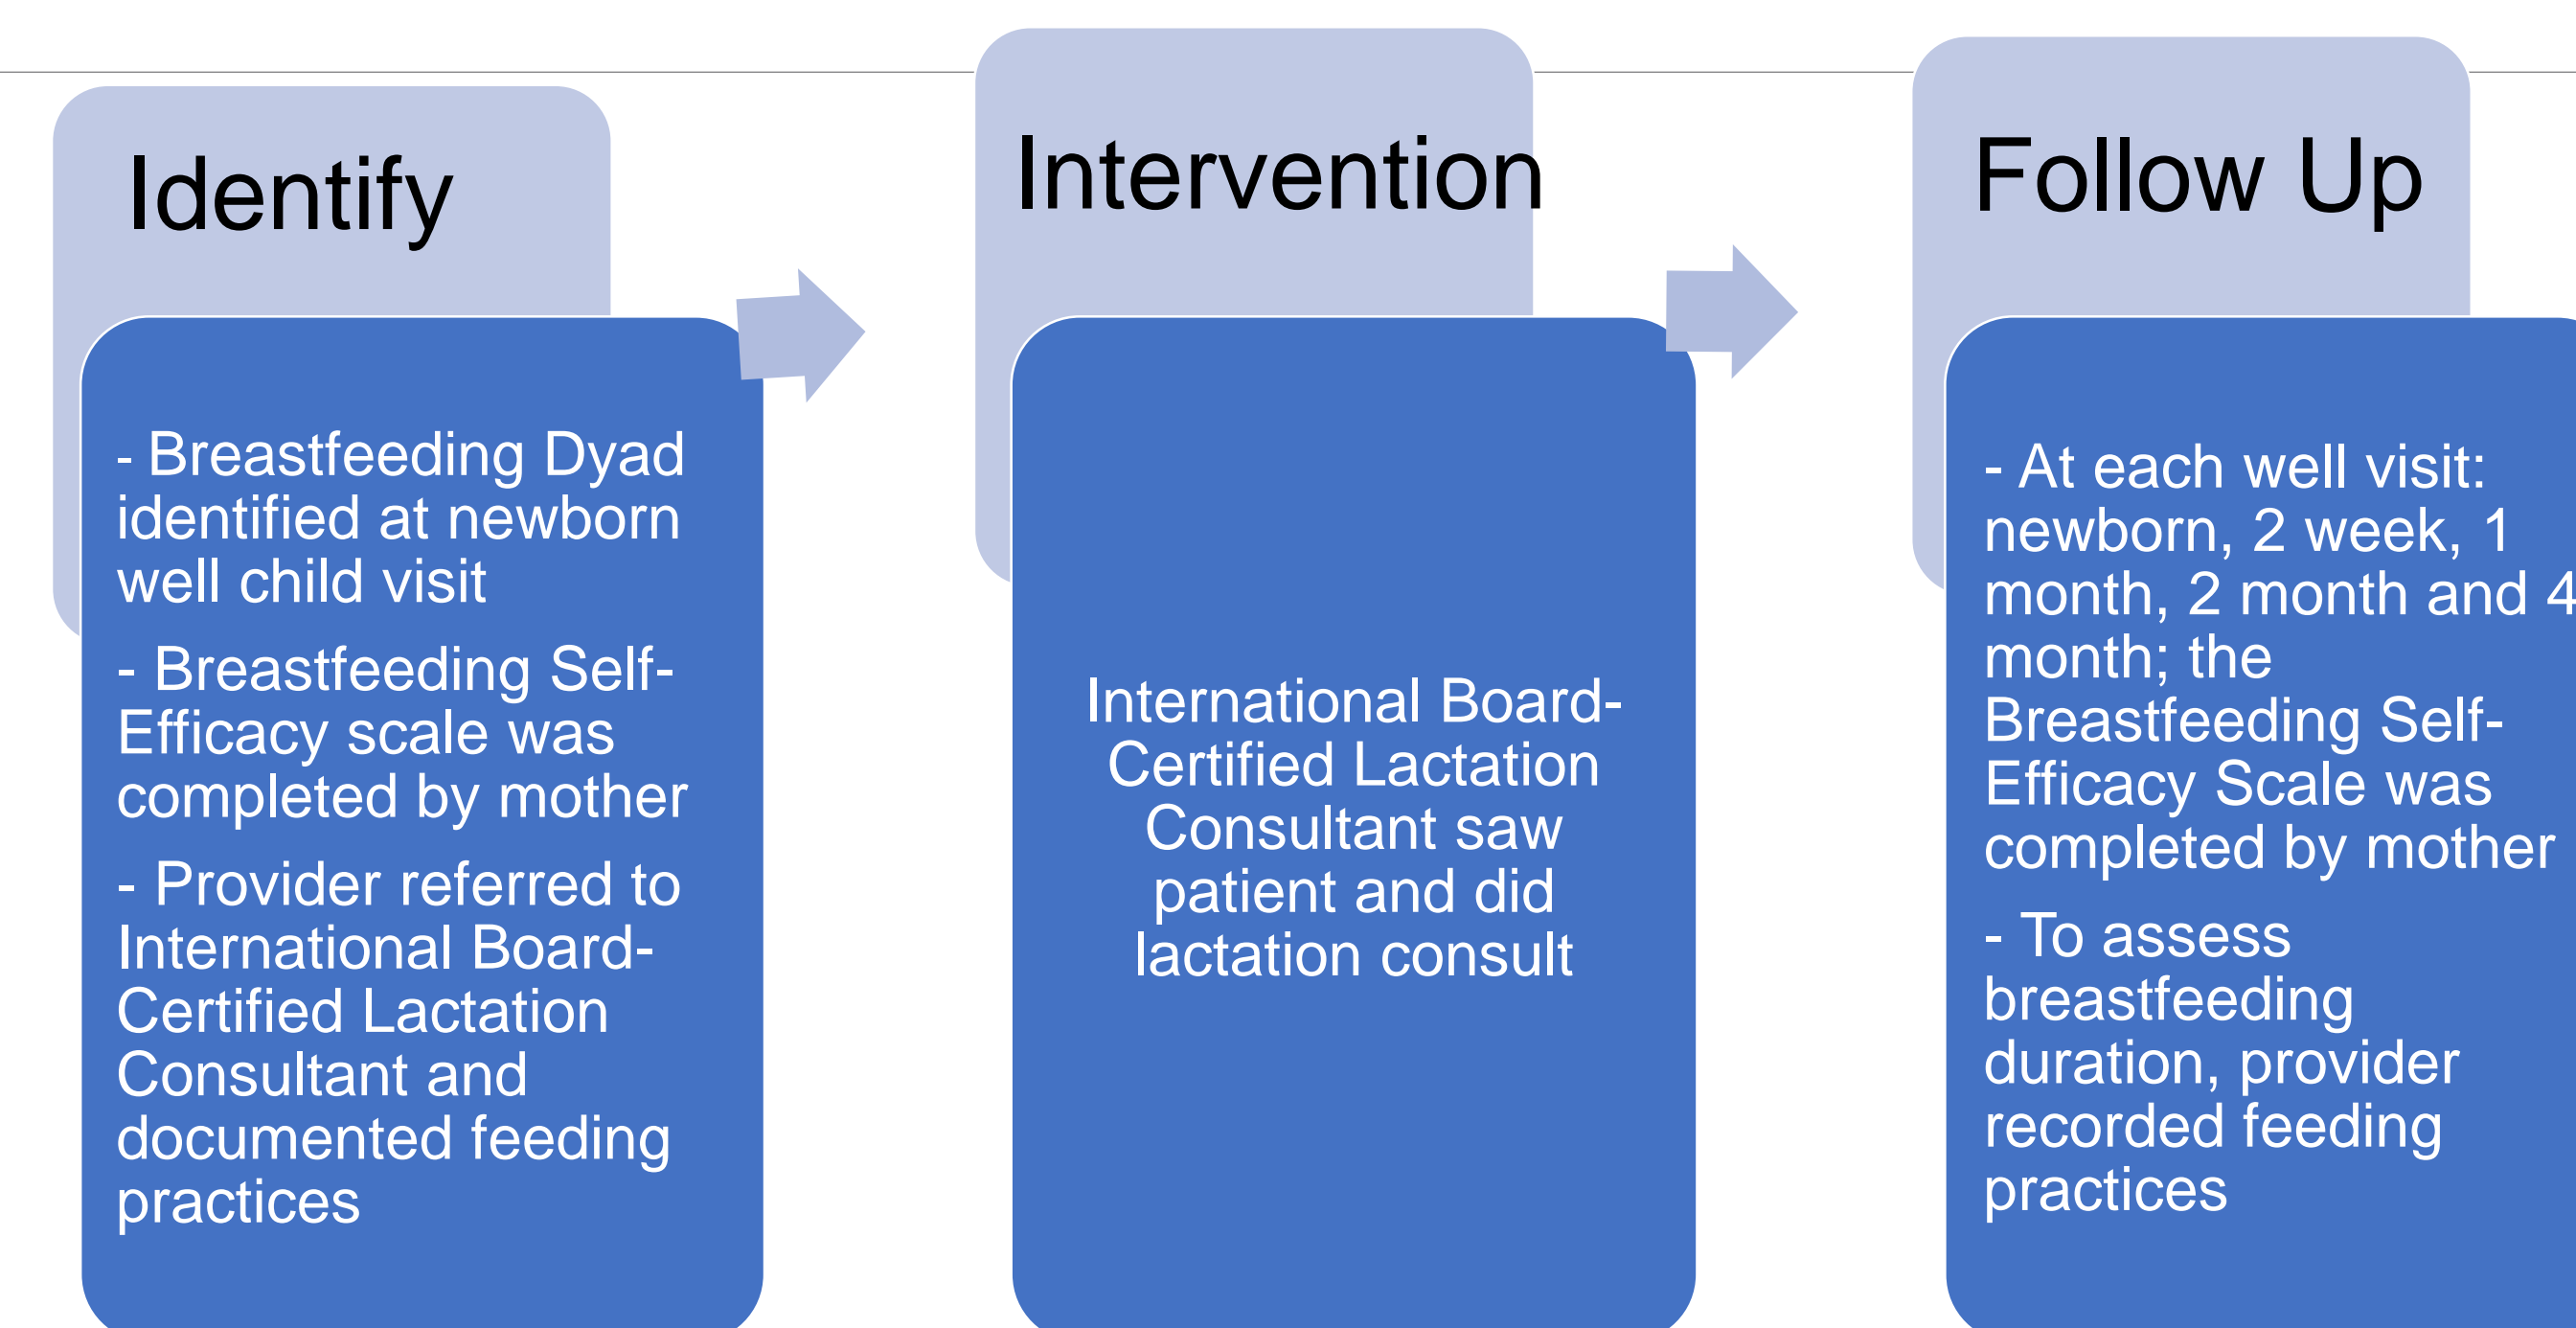 Identify
- Breastfeeding Dyad
identified at newborn
well child visit
- Breastfeeding Self-
Efficacy scale was
completed by mother
- Provider referred to
International Board-
Certified Lactation
Consultant and
documented feeding
practices
Intervention
International Board-
Certified Lactation
Consultant saw
patient and did
lactation consult
Follow Up
- At each well visit:
newborn, 2 week, 1
month, 2 month and 4
month; the
Breastfeeding Self-
Efficacy Scale was
completed by mother
- To assess
breastfeeding
duration, provider
recorded feeding
practices